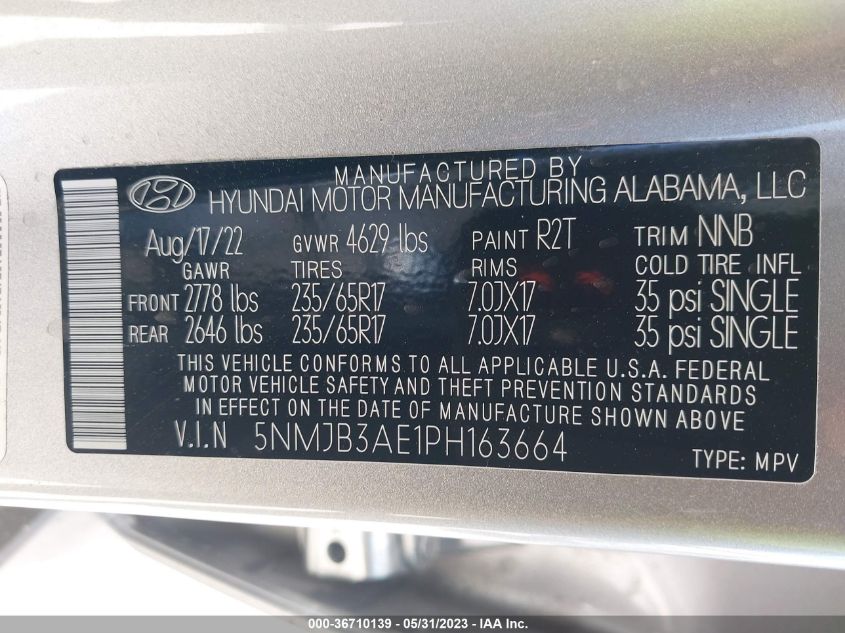 MANUFACTURED BY
HYUNDAI MOTOR MANUFACTURING ALABAMA, LLC
Aug/17/22 GVWR 4629 lbs PAINT R2T TRIM NNB
GAWR TIRES RIMS COLD TIRE INFL
FRONT 2778 lbs 235/65R17 7.0JX17 35 psi SINGLE
REAR 2646 lbs 235/65R17 7.0JX17 35 psi SINGLE
THIS VEHICLE CONFORMS TO ALL APPLICABLE U.S.A. FEDERAL
MOTOR VEHICLE SAFETY AND THEFT PREVENTION STANDARDS
IN EFFECT ON THE DATE OF MANUFACTURE SHOWN ABOVE
V.I.N 5NMJB3AE1PH163664
TYPE: MPV
000-36710139 - 05/31/2023 - COPYRIGHT IAA, INC.